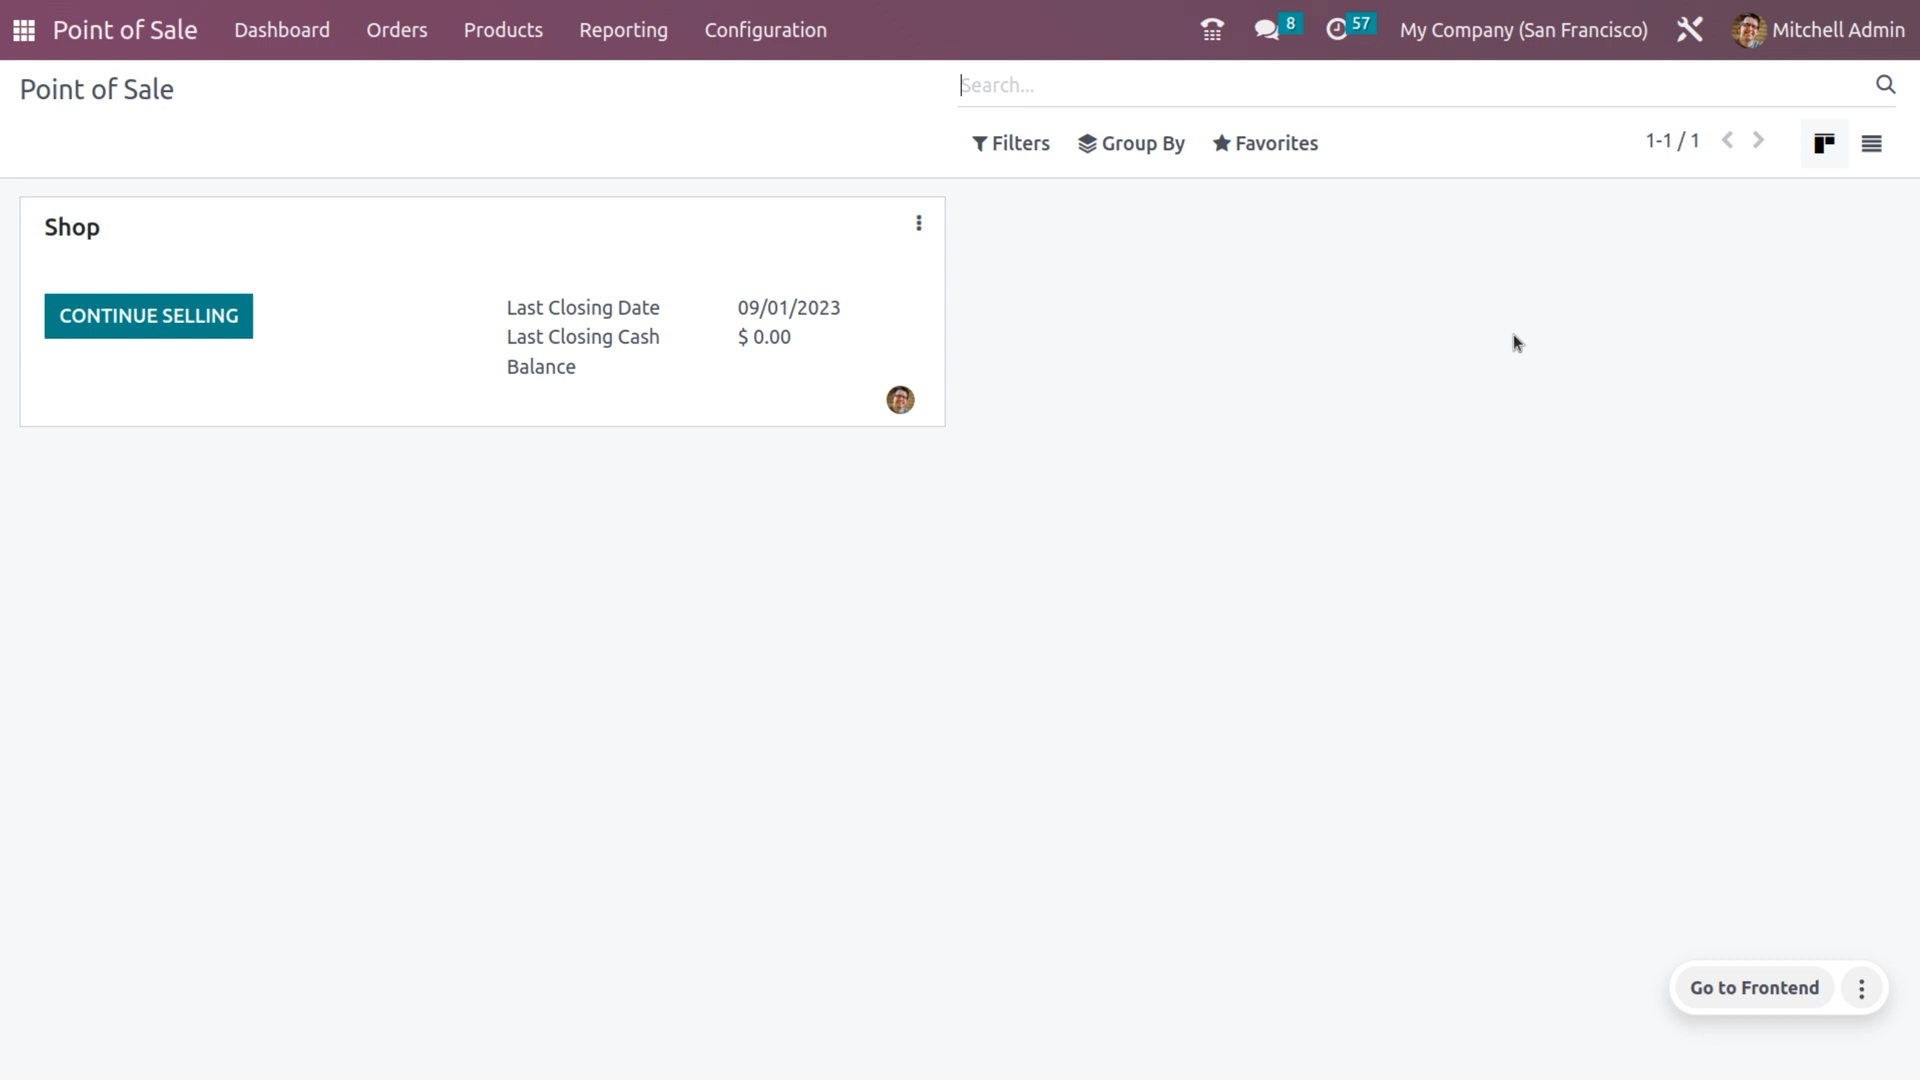 Point of Sale Dashboard Orders Products Reporting Configuration 8 57 My Company (San Francisco) Mitchell Admin
Point of Sale
Search...
Filters Group By Favorites 1-1 / 1
Shop
CONTINUE SELLING
Last Closing Date 09/01/2023
Last Closing Cash Balance $ 0.00
Go to Frontend